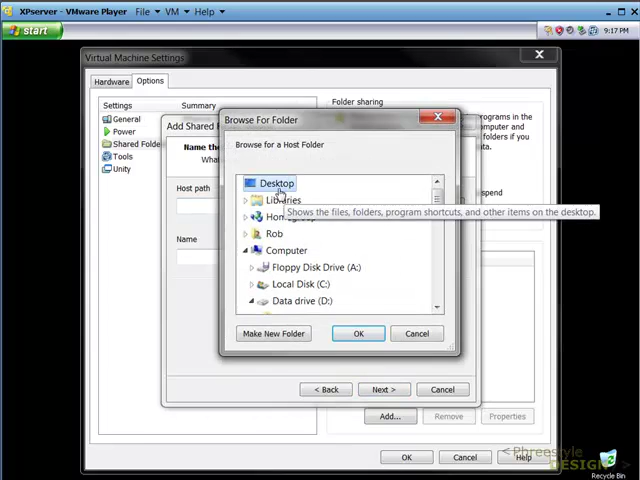 XPserver - VMware Player File VM Help
start
9:17 PM
Virtual Machine Settings
Hardware Options
Settings Summary
General
Power
Shared Folde
Tools
Unity
Folder sharing
programs in the
computer and
folders if you
data.
spend
Add Shared F
Name the
What
Host path
Name
< Back Next > Cancel
Add... Remove Properties
OK Cancel Help
Browse For Folder
Browse for a Host Folder
Desktop
Libraries
Shows the files, folders, program shortcuts, and other items on the desktop.
Rob
Computer
Floppy Disk Drive (A:)
Local Disk (C:)
Data drive (D:)
Make New Folder OK Cancel
< Phreestyle
DESIGN >
Recycle Bin